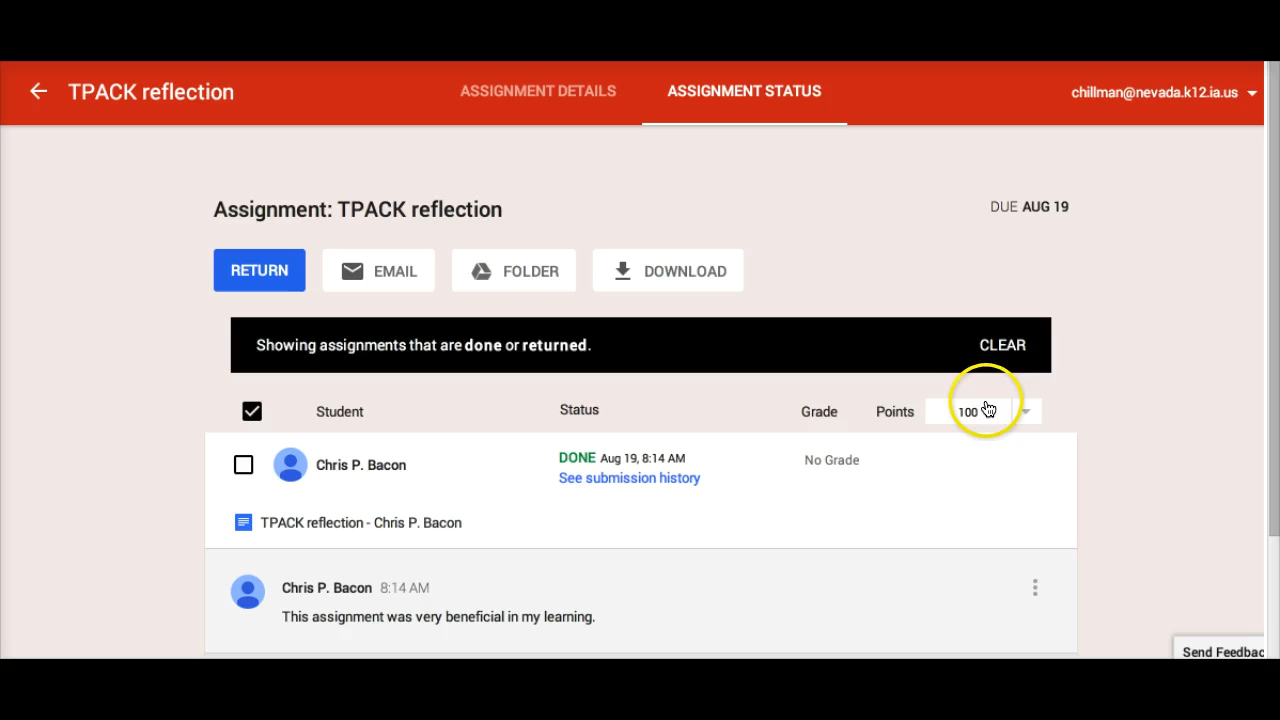 TPACK reflection
ASSIGNMENT DETAILS
ASSIGNMENT STATUS
chillman@nevada.k12.ia.us
Assignment: TPACK reflection
DUE AUG 19
RETURN
EMAIL
FOLDER
DOWNLOAD
Showing assignments that are done or returned.
CLEAR
Student
Status
Grade
Points
100
Chris P. Bacon
DONE Aug 19, 8:14 AM
No Grade
See submission history
TPACK reflection - Chris P. Bacon
Chris P. Bacon 8:14 AM
This assignment was very beneficial in my learning.
Send Feedbac